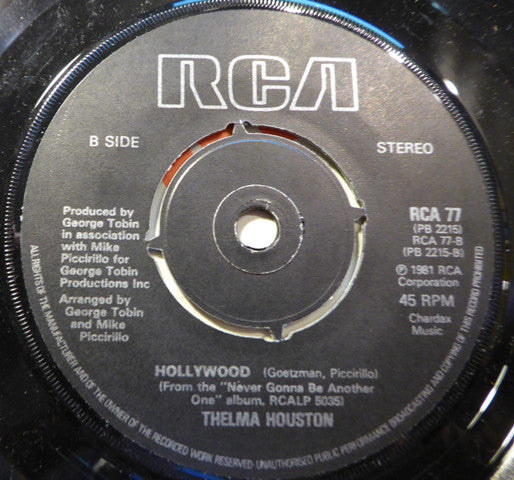 RCA
B SIDE
STEREO
Produced by
George Tobin
in association
with Mike
Piccirillo for
George Tobin
Productions Inc
Arranged by
George Tobin
and Mike
Piccirillo
RCA 77
(PB 2215)
RCA 77-B
(PB 2215-B)
℗ 1981 RCA
Corporation
45 RPM
Chardax
Music
HOLLYWOOD (Goetzman, Piccirillo)
(From the "Never Gonna Be Another
One" album, RCALP 5035)
THELMA HOUSTON
ALL RIGHTS OF THE MANUFACTURER AND OF THE OWNER OF THE RECORDED WORK RESERVED·UNAUTHORISED PUBLIC PERFORMANCE BROADCASTING AND COPYING OF THIS RECORD PROHIBITED